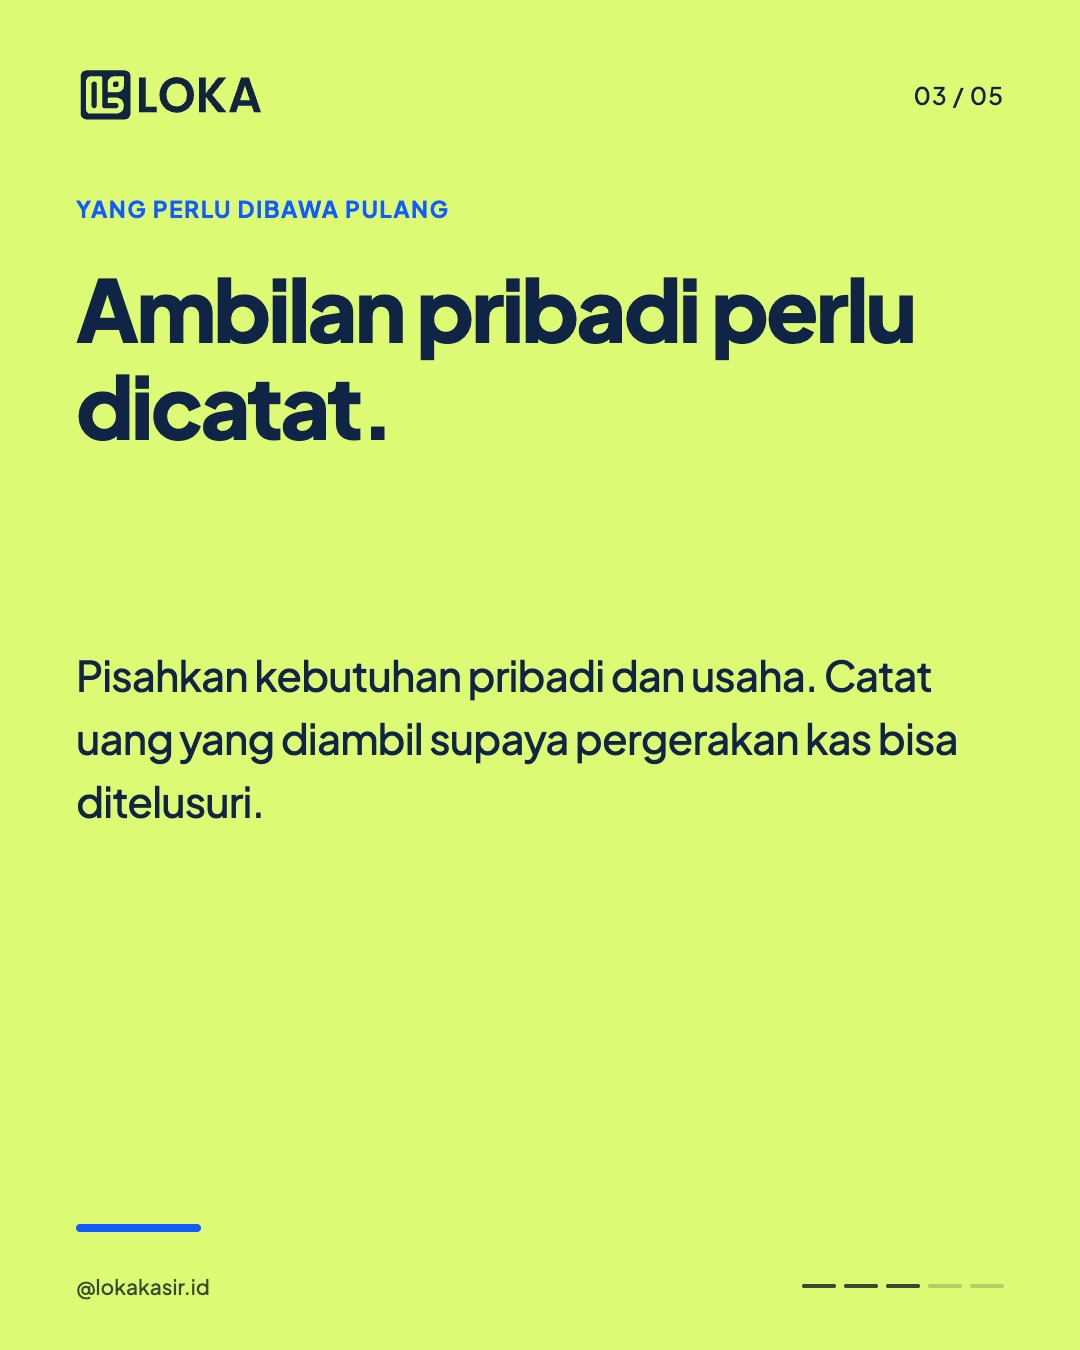 LOKA
03 / 05
YANG PERLU DIBAWA PULANG
Ambilan pribadi perlu
dicatat.
Pisahkan kebutuhan pribadi dan usaha. Catat
uang yang diambil supaya pergerakan kas bisa
ditelusuri.
@lokakasir.id